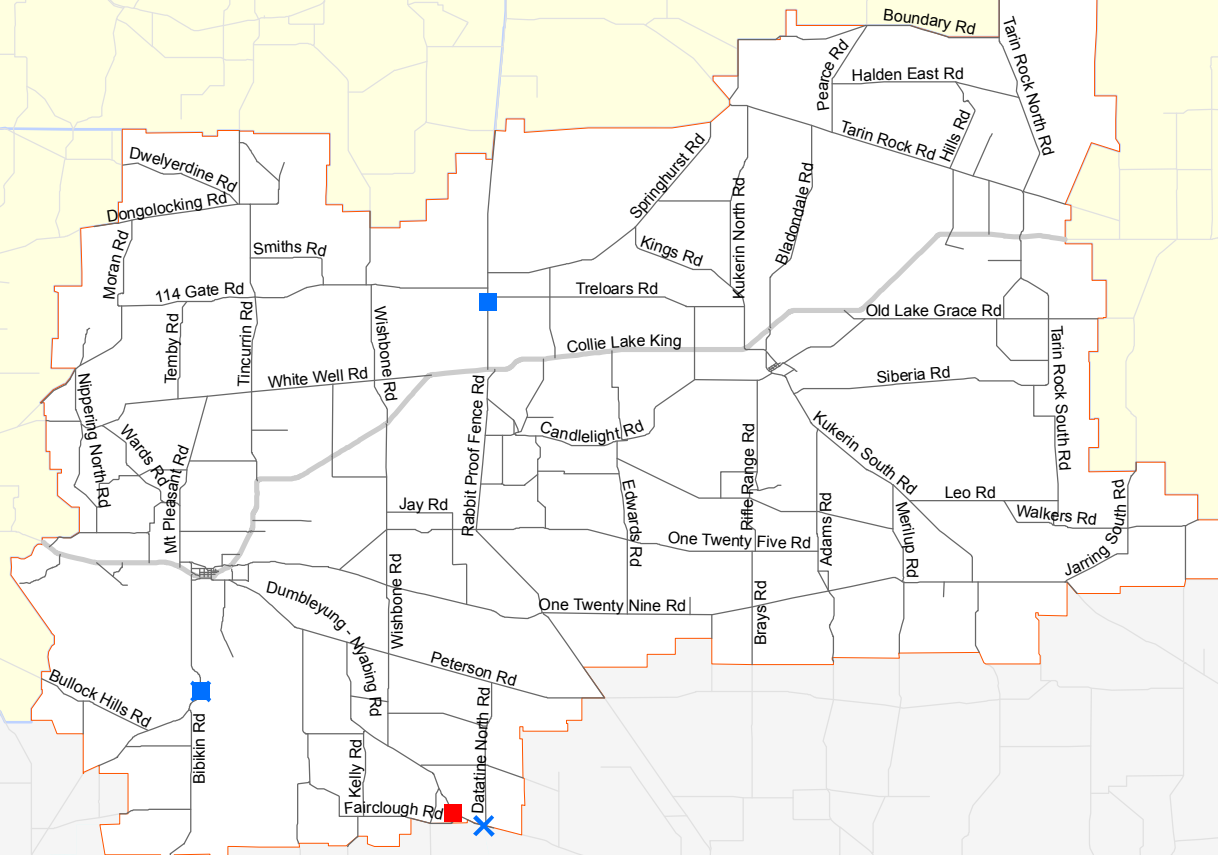 Boundary Rd
Tarin Rock North Rd
Pearce Rd
Halden East Rd
Tarin Rock Rd
Hills Rd
Springhurst Rd
Dwelyerdine Rd
Dongolocking Rd
Kukerin North Rd
Bladondale Rd
Moran Rd
Smiths Rd
Kings Rd
114 Gate Rd
Treloars Rd
Old Lake Grace Rd
Temby Rd
Tincurrin Rd
Wishbone Rd
Collie Lake King
Tarin Rock South Rd
White Well Rd
Siberia Rd
Nippering North Rd
Wards Rd
Mt Pleasant Rd
Rabbit Proof Fence Rd
Candlelight Rd
Kukerin South Rd
Rifle Range Rd
Edwards Rd
Jay Rd
Adams Rd
Merilup Rd
Leo Rd
Walkers Rd
Jarring South Rd
One Twenty Five Rd
Wishbone Rd
Dumbleyung - Nyabing Rd
One Twenty Nine Rd
Brays Rd
Peterson Rd
Bullock Hills Rd
Bibikin Rd
Kelly Rd
Datatine North Rd
Fairclough Rd